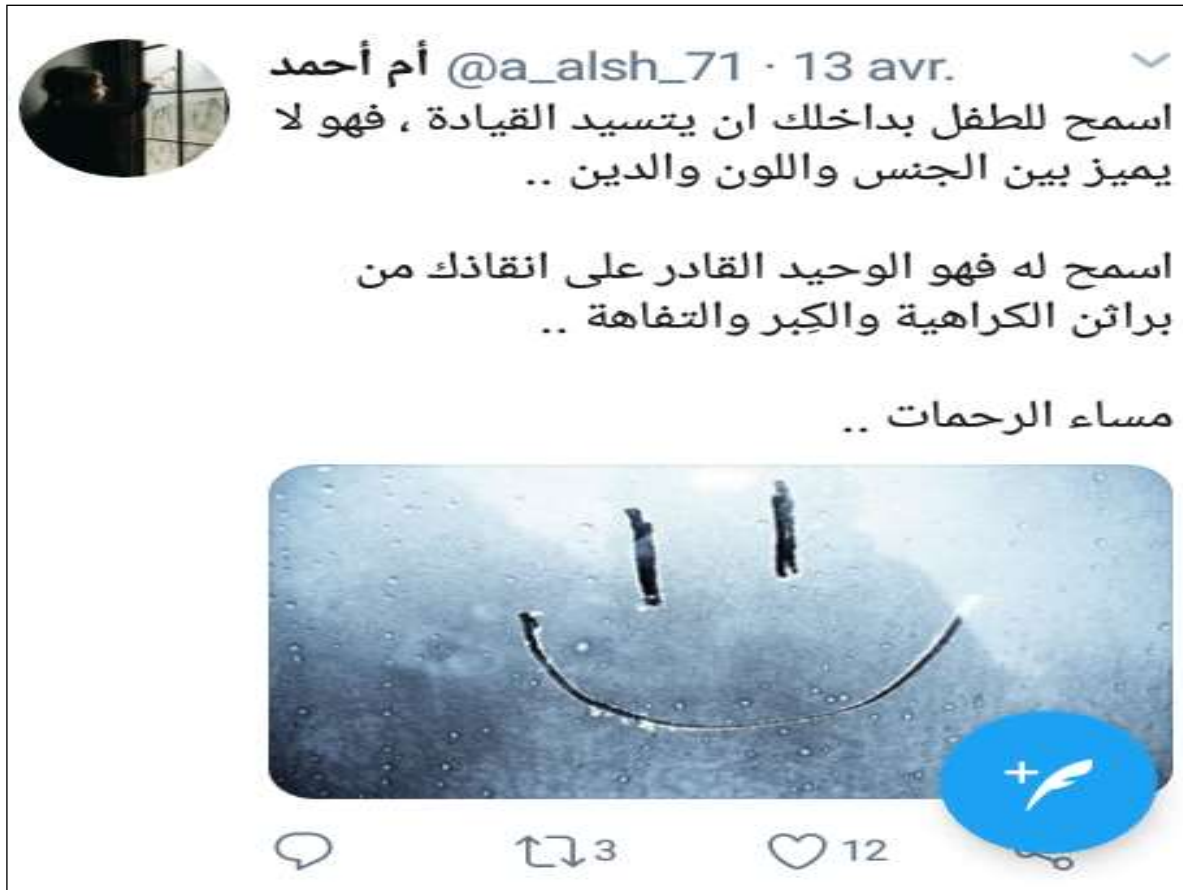 أم أحمد @a_alsh_71 · 13 avr.
اسمح للطفل بداخلك ان يتسيد القيادة ، فهو لا
يميز بين الجنس واللون والدين ..
اسمح له فهو الوحيد القادر على انقاذك من
براثن الكراهية والكِبر والتفاهة ..
مساء الرحمات ..
3 12